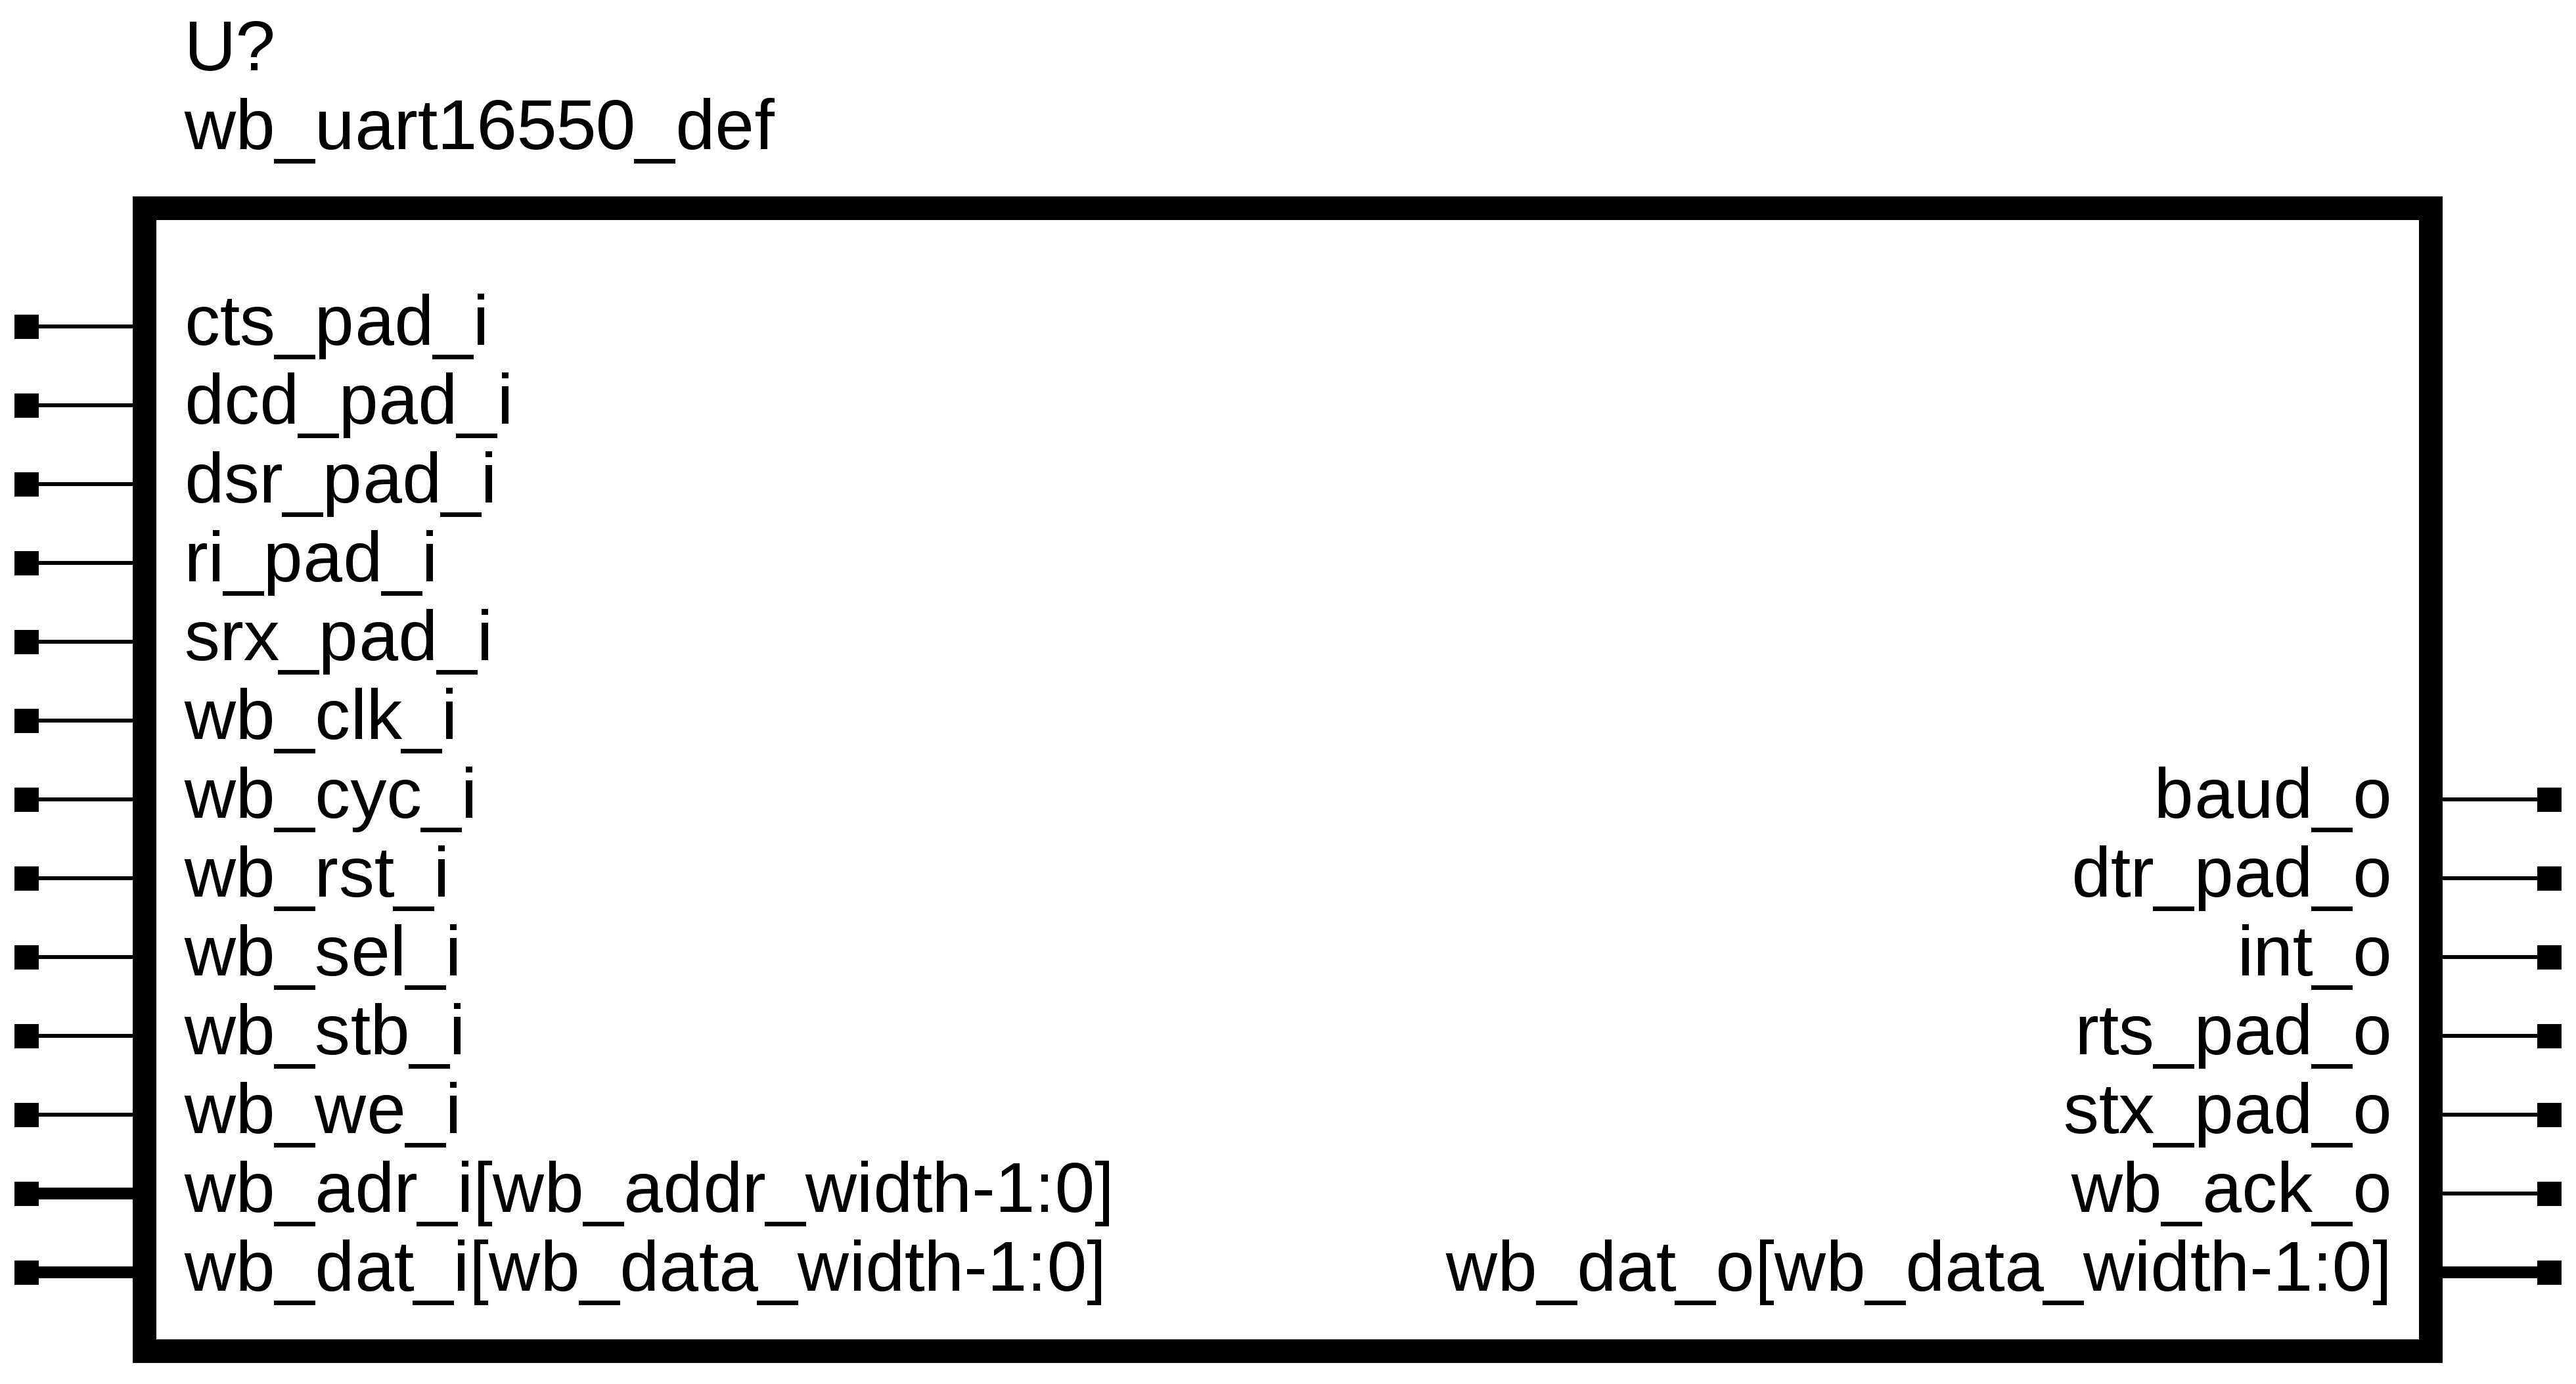 U?
wb_uart16550_def
cts_pad_i
dcd_pad_i
dsr_pad_i
ri_pad_i
srx_pad_i
wb_clk_i
wb_cyc_i
baud_o
wb_rst_i
dtr_pad_o
wb_sel_i
int_o
wb_stb_i
rts_pad_o
wb_we_i
stx_pad_o
wb_adr_i[wb_addr_width-1:0]
wb_ack_o
wb_dat_i[wb_data_width-1:0]
wb_dat_o[wb_data_width-1:0]